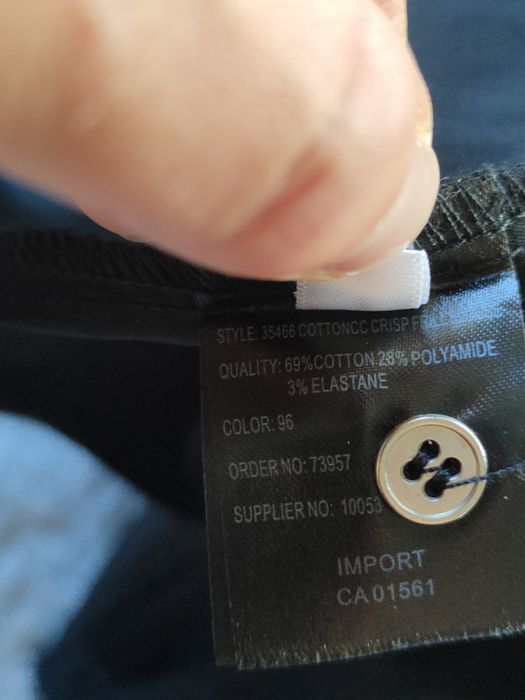 STYLE: 35466 COTTONCC CRISP
QUALITY: 69%COTTON 28% POLYAMIDE
3% ELASTANE
COLOR: 96
ORDER NO: 73957
SUPPLIER NO: 10053
IMPORT
CA 01561